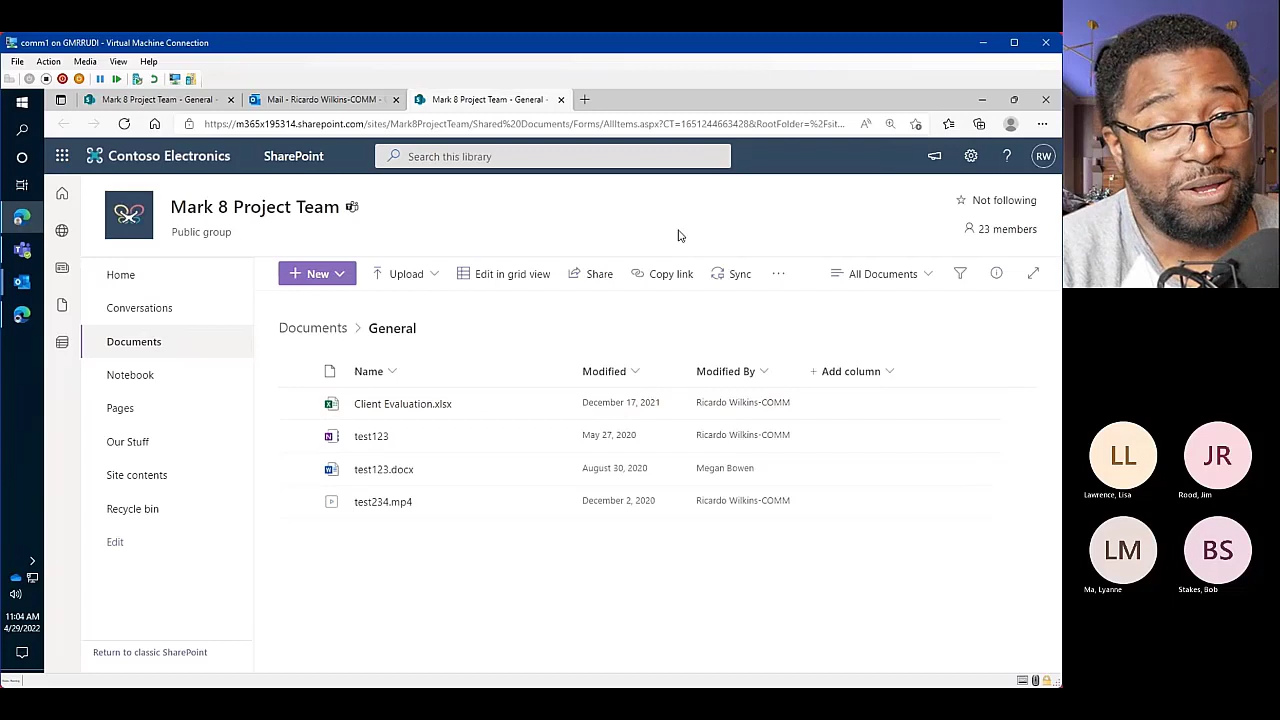 comm1 on GMRRUDI - Virtual Machine Connection
File Action Media View Help
Mark 8 Project Team - General - Mail - Ricardo Wilkins-COMM - Mark 8 Project Team - General -
https://m365x195314.sharepoint.com/sites/Mark8ProjectTeam/Shared%20Documents/Forms/AllItems.aspx?CT=1651244663428&RootFolder=%2Fsit...
Contoso Electronics SharePoint Search this library RW
Mark 8 Project Team
Public group
Not following
23 members
New Upload Edit in grid view Share Copy link Sync All Documents
Home
Conversations
Documents
Notebook
Pages
Our Stuff
Site contents
Recycle bin
Edit
Return to classic SharePoint
Documents > General
Name Modified Modified By + Add column
Client Evaluation.xlsx December 17, 2021 Ricardo Wilkins-COMM
test123 May 27, 2020 Ricardo Wilkins-COMM
test123.docx August 30, 2020 Megan Bowen
test234.mp4 December 2, 2020 Ricardo Wilkins-COMM
11:04 AM
4/29/2022
LL JR
Lawrence, Lisa Rood, Jim
LM BS
Ma, Lyanne Stakes, Bob